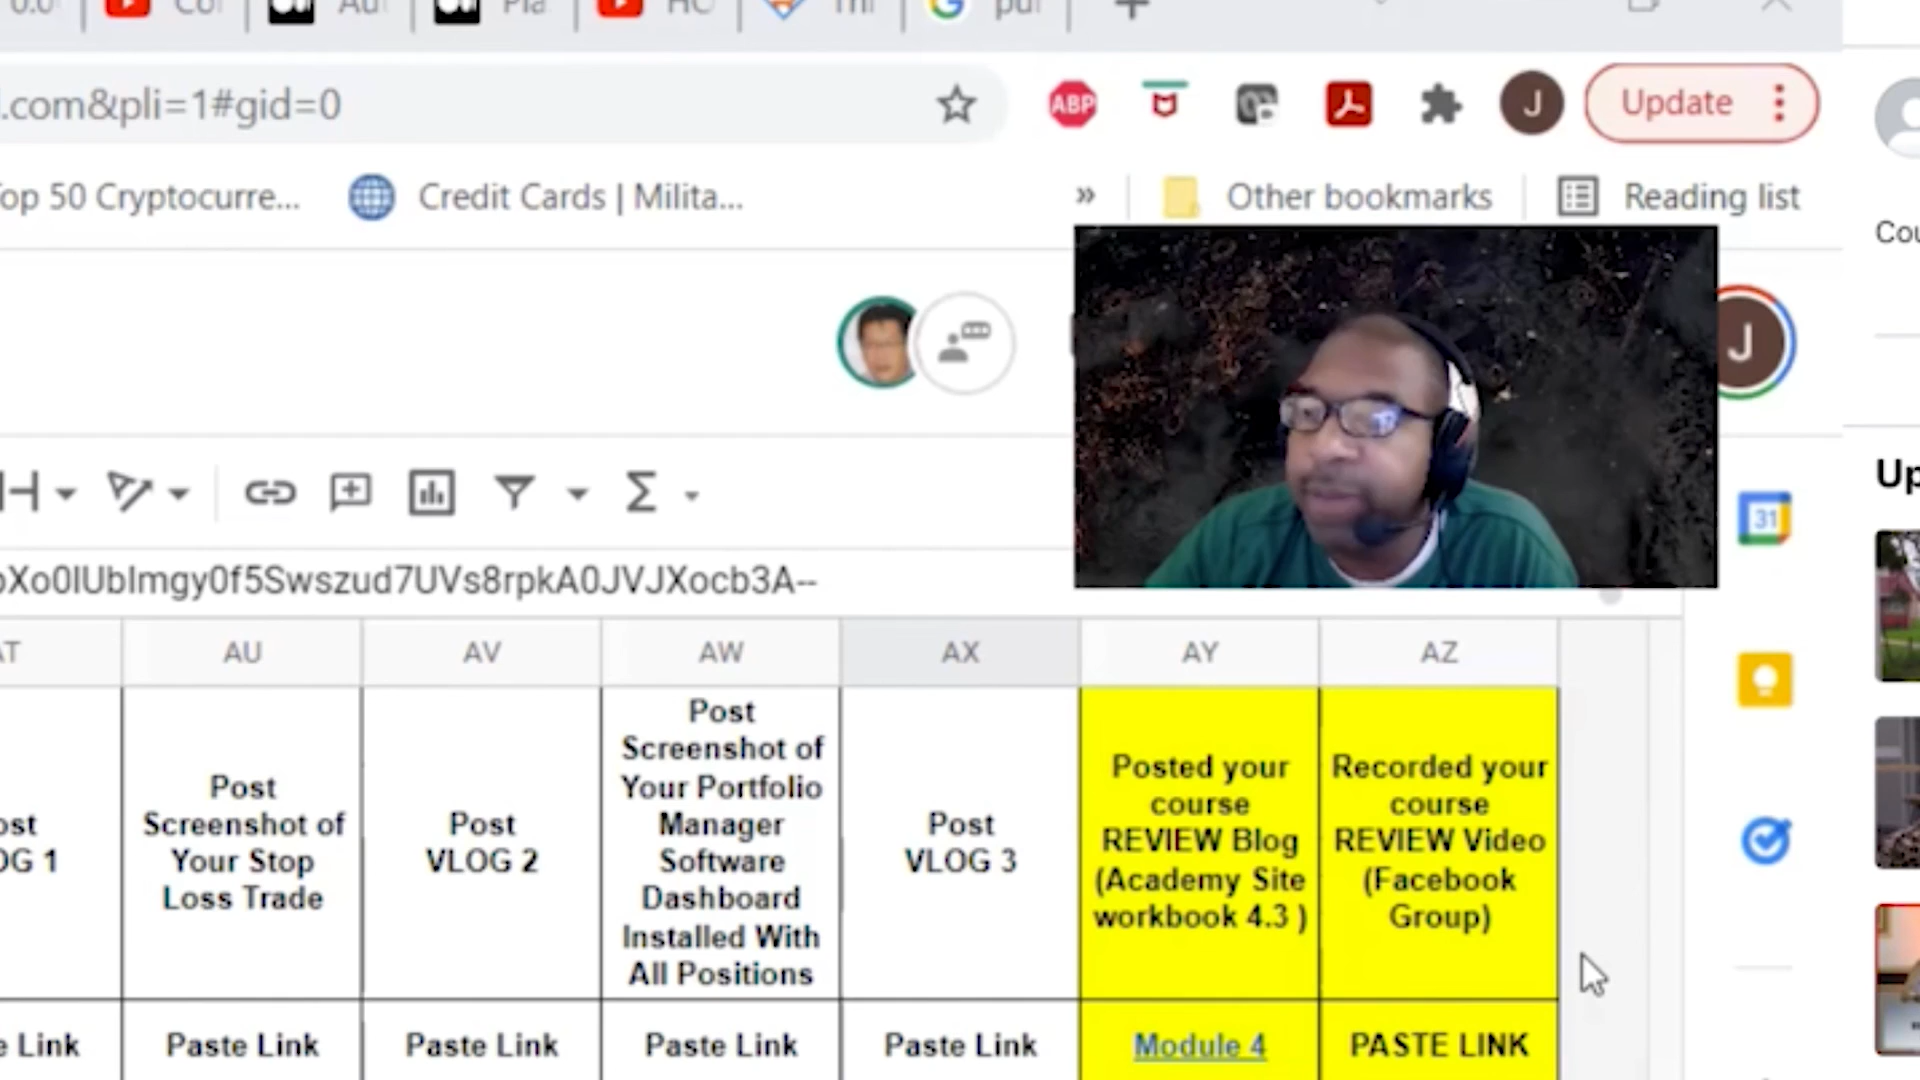 .com&pli=1#gid=0
ABP
J
Update
op 50 Cryptocurre...
Credit Cards | Milita...
»
Other bookmarks
Reading list
J
31
AU
AV
AW
AX
AY
AZ
Post
Screenshot of
Your Stop
Loss Trade
Post
VLOG 2
Post
Screenshot of
Your Portfolio
Manager
Software
Dashboard
Installed With
All Positions
Post
VLOG 3
Posted your
course
REVIEW Blog
(Academy Site
workbook 4.3 )
Recorded your
course
REVIEW Video
(Facebook
Group)
Link
Paste Link
Paste Link
Paste Link
Paste Link
Module 4
PASTE LINK